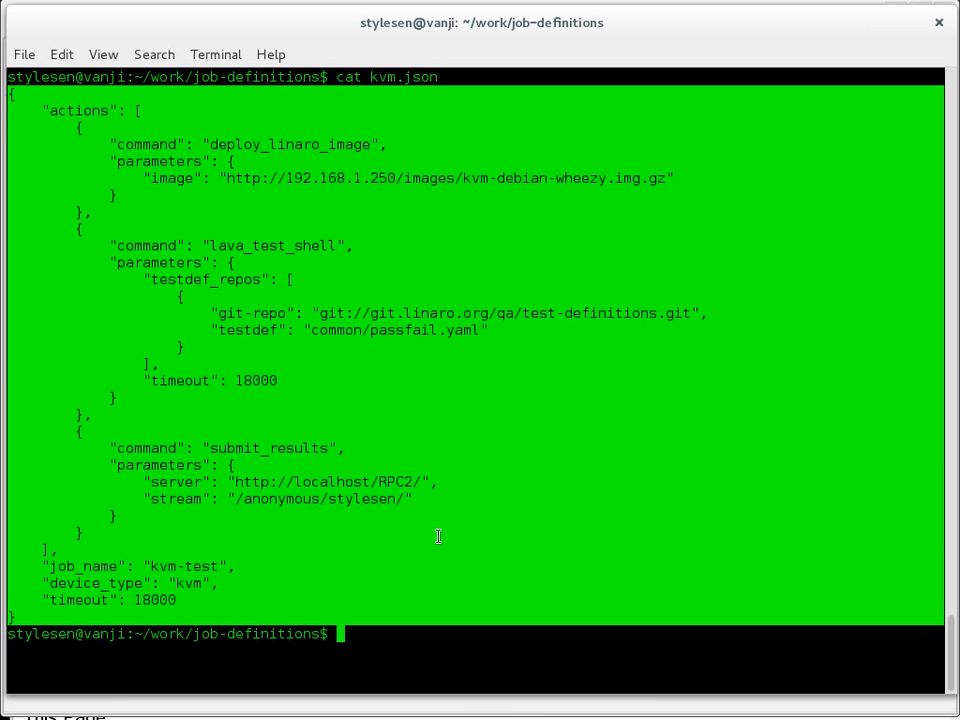 stylesen@vanji: ~/work/job-definitions
File Edit View Search Terminal Help
stylesen@vanji:~/work/job-definitions$ cat kvm.json
{
    "actions": [
        {
            "command": "deploy_linaro_image",
            "parameters": {
                "image": "http://192.168.1.250/images/kvm-debian-wheezy.img.gz"
            }
        },
        {
            "command": "lava_test_shell",
            "parameters": {
                "testdef_repos": [
                    {
                        "git-repo": "git://git.linaro.org/qa/test-definitions.git",
                        "testdef": "common/passfail.yaml"
                    }
                ],
                "timeout": 18000
            }
        },
        {
            "command": "submit_results",
            "parameters": {
                "server": "http://localhost/RPC2/",
                "stream": "/anonymous/stylesen/"
            }
        }
    ],
    "job_name": "kvm-test",
    "device_type": "kvm",
    "timeout": 18000
}
stylesen@vanji:~/work/job-definitions$
This Page